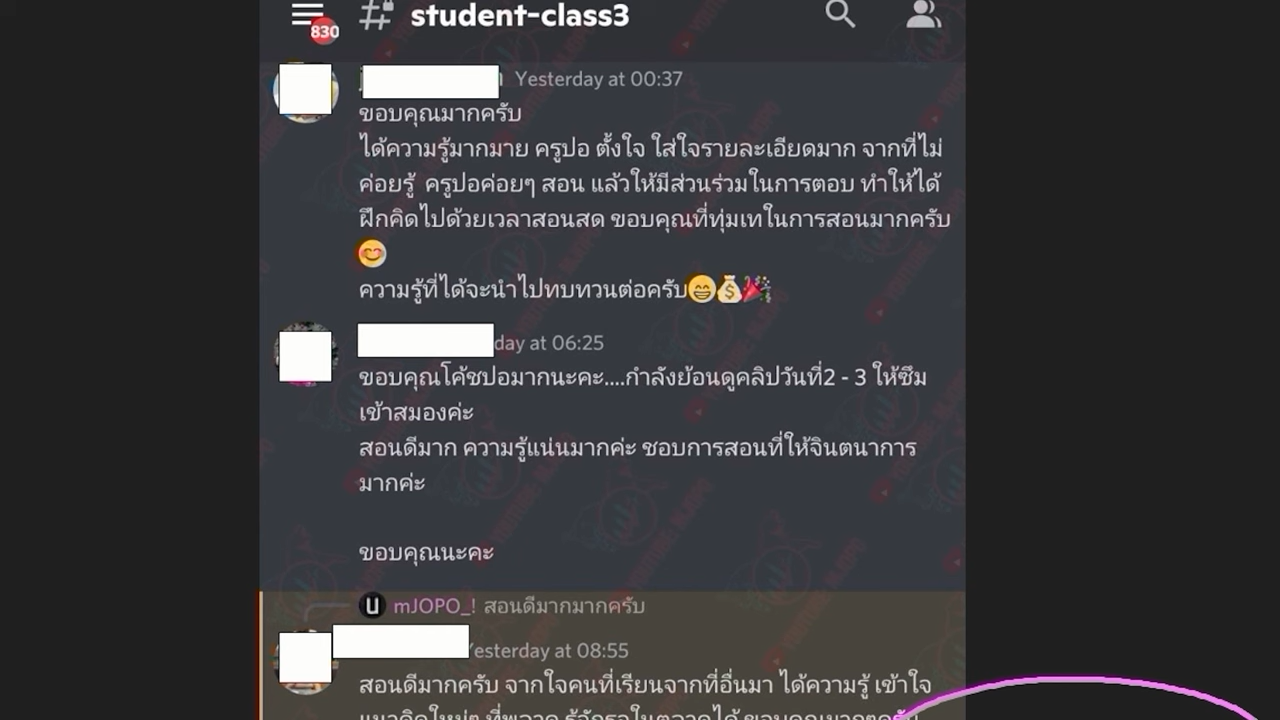 830
student-class3
Yesterday at 00:37
ขอบคุณมากครับ
ได้ความรู้มากมาย ครูปอ ตั้งใจ ใส่ใจรายละเอียดมาก จากที่ไม่
ค่อยรู้ ครูปอค่อยๆ สอน แล้วให้มีส่วนร่วมในการตอบ ทำให้ได้
ฝึกคิดไปด้วยเวลาสอนสด ขอบคุณที่ทุ่มเทในการสอนมากครับ
😊
ความรู้ที่ได้จะนำไปทบทวนต่อครับ😁💰🎉
day at 06:25
ขอบคุณโค้ชปอมากนะคะ....กำลังย้อนดูคลิปวันที่2 - 3 ให้ซึม
เข้าสมองค่ะ
สอนดีมาก ความรู้แน่นมากค่ะ ชอบการสอนที่ให้จินตนาการ
มากค่ะ
ขอบคุณนะคะ
mJOPO_! สอนดีมากมากครับ
Yesterday at 08:55
สอนดีมากครับ จากใจคนที่เรียนจากที่อื่นมา ได้ความรู้ เข้าใจ